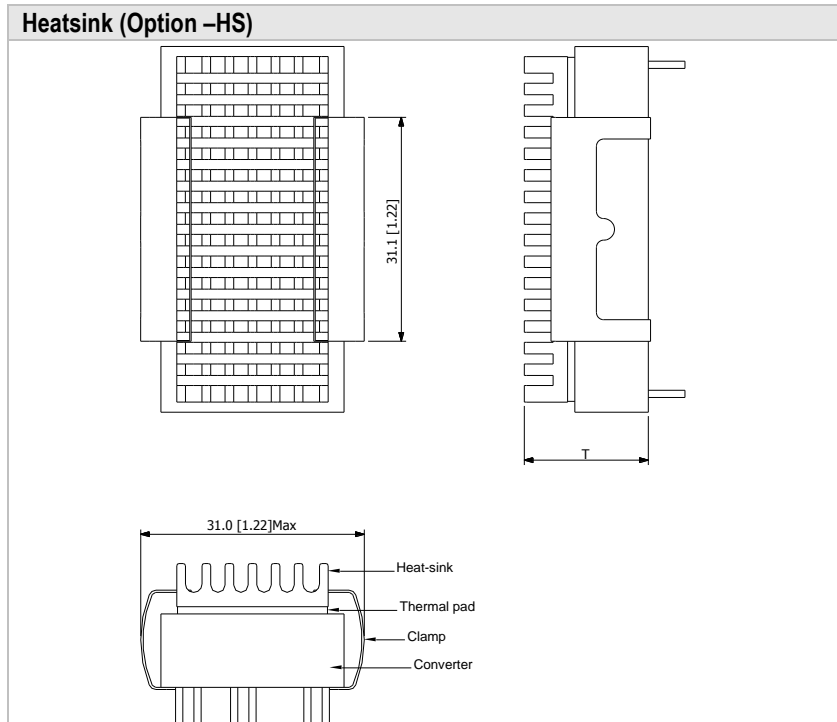 Heatsink (Option –HS)
31.1 [1.22]
T
31.0 [1.22]Max
Heat-sink
Thermal pad
Clamp
Converter